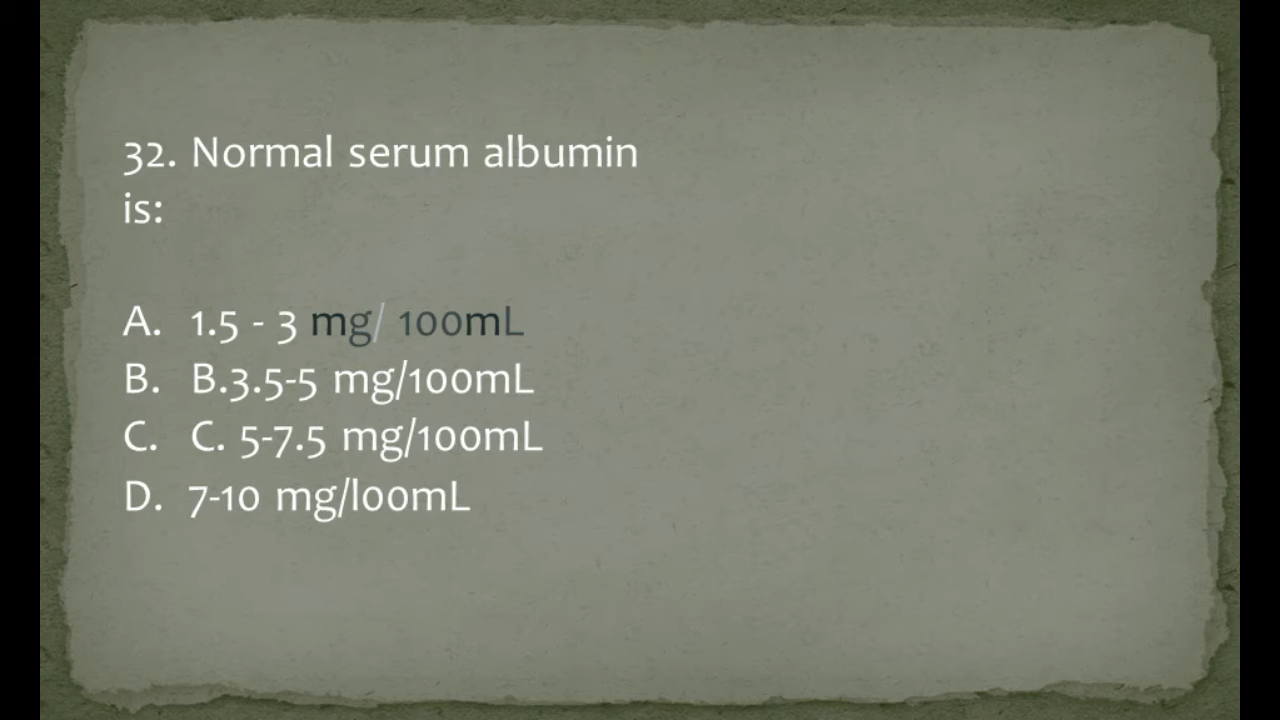 32. Normal serum albumin
is:
A. 1.5 - 3 mg/ 100mL
B. B.3.5-5 mg/100mL
C. C. 5-7.5 mg/100mL
D. 7-10 mg/l00mL